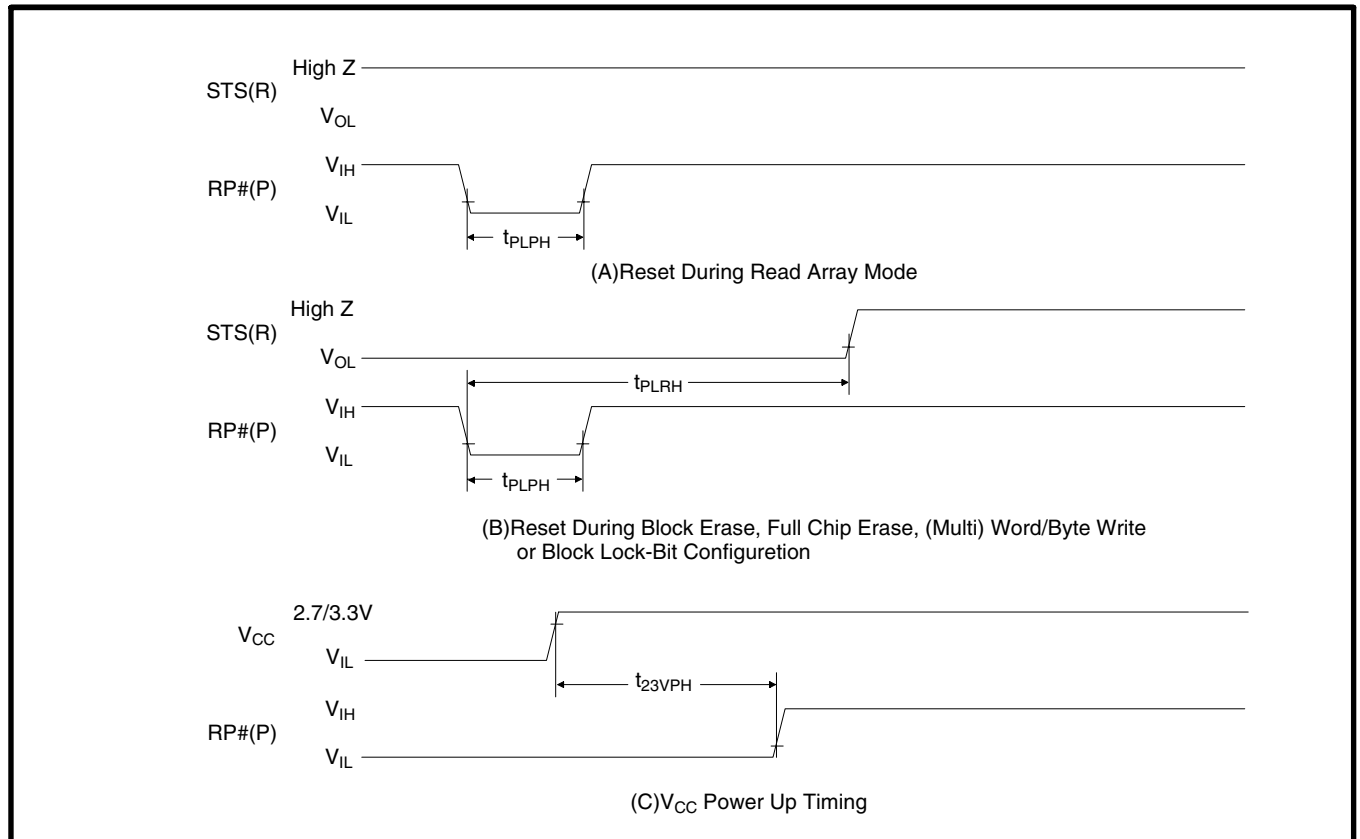 High Z
STS(R)
VOL
VIH
RP#(P)
VIL
tPLPH
(A)Reset During Read Array Mode
High Z
STS(R)
VOL
tPLRH
VIH
RP#(P)
VIL
tPLPH
(B)Reset During Block Erase, Full Chip Erase, (Multi) Word/Byte Write
or Block Lock-Bit Configuretion
2.7/3.3V
VCC
VIL
t23VPH
VIH
RP#(P)
VIL
(C)VCC Power Up Timing